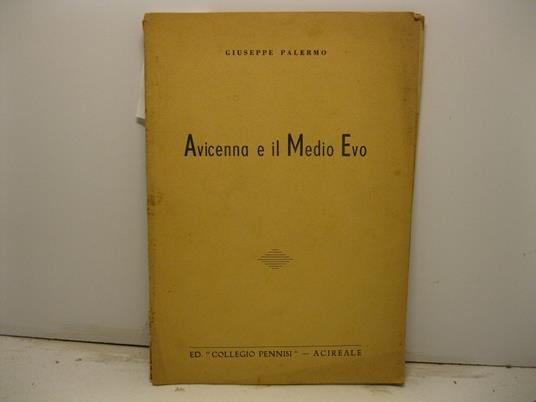 GIUSEPPE PALERMO
Avicenna e il Medio Evo
ED. "COLLEGIO PENNISI" — ACIREALE